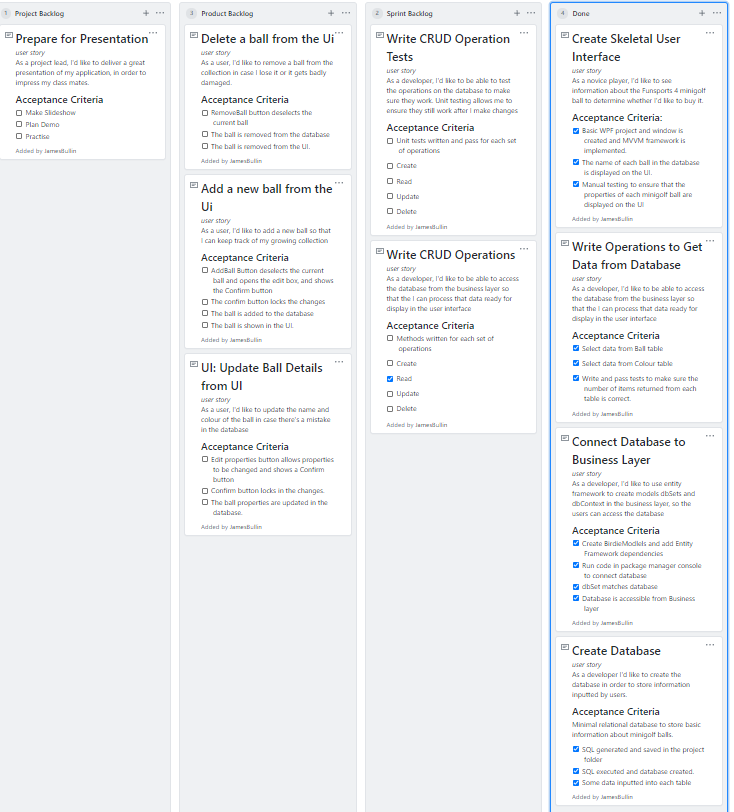 1 Project Backlog
Prepare for Presentation
user story
As a project lead, I'd like to deliver a great
presentation of my application, in order to
impress my class mates.
Acceptance Criteria
Make Slideshow
Plan Demo
Practise
Added by JamesBullin
3 Product Backlog
Delete a ball from the Ui
user story
As a user, I'd like to remove a ball from the
collection in case I lose it or it gets badly
damaged.
Acceptance Criteria
RemoveBall button deselects the
current ball
The ball is removed from the database
The ball is removed from the UI.
Added by JamesBullin
Add a new ball from the
Ui
user story
As a user, I'd like to add a new ball so that
I can keep track of my growing collection
Acceptance Criteria
AddBall Button deselects the current
ball and opens the edit box, and shows
the Confirm button
The confirm button locks the changes
The ball is added to the database
The ball is shown in the UI.
Added by JamesBullin
UI: Update Ball Details
from UI
user story
As a user, I'd like to update the name and
colour of the ball in case there's a mistake
in the database
Acceptance Criteria
Edit properties button allows properties
to be changed and shows a Confirm
button
Confirm button locks in the changes.
The ball properties are updated in the
database.
Added by JamesBullin
2 Sprint Backlog
Write CRUD Operation
Tests
user story
As a developer, I'd like to be able to test
the operations on the database to make
sure they work. Unit testing allows me to
ensure they still work after I make changes
Acceptance Criteria
Unit tests written and pass for each set
of operations
Create
Read
Update
Delete
Added by JamesBullin
Write CRUD Operations
user story
As a developer, I'd like to be able to access
the database from the business layer so
that the I can process that data ready for
display in the user interface
Acceptance Criteria
Methods written for each set of
operations
Create
Read
Update
Delete
Added by JamesBullin
4 Done
Create Skeletal User
Interface
user story
As a novice player, I'd like to see
information about the Funsports 4 minigolf
ball to determine whether I'd like to buy it.
Acceptance Criteria:
Basic WPF project and window is
created and MVVM framework is
implemented.
The name of each ball in the database
is displayed on the UI.
Manual testing to ensure that the
properties of each minigolf ball are
displayed on the UI
Added by JamesBullin
Write Operations to Get
Data from Database
user story
As a developer, I'd like to be able to access
the database from the business layer so
that the I can process that data ready for
display in the user interface
Acceptance Criteria
Select data from Ball table
Select data from Colour table
Write and pass tests to make sure the
number of items returned from each
table is correct.
Added by JamesBullin
Connect Database to
Business Layer
user story
As a developer, I'd like to use entity
framework to create models dbSets and
dbContext in the business layer, so the
users can access the database
Acceptance Criteria
Create BirdieModlels and add Entity
Framework dependencies
Run code in package manager console
to connect database
dbSet matches database
Database is accessible from Business
layer
Added by JamesBullin
Create Database
user story
As a developer I'd like to create the
database in order to store information
inputted by users.
Acceptance Criteria
Minimal relational database to store basic
information about minigolf balls.
SQL generated and saved in the project
folder
SQL executed and database created.
Some data inputted into each table
Added by JamesBullin